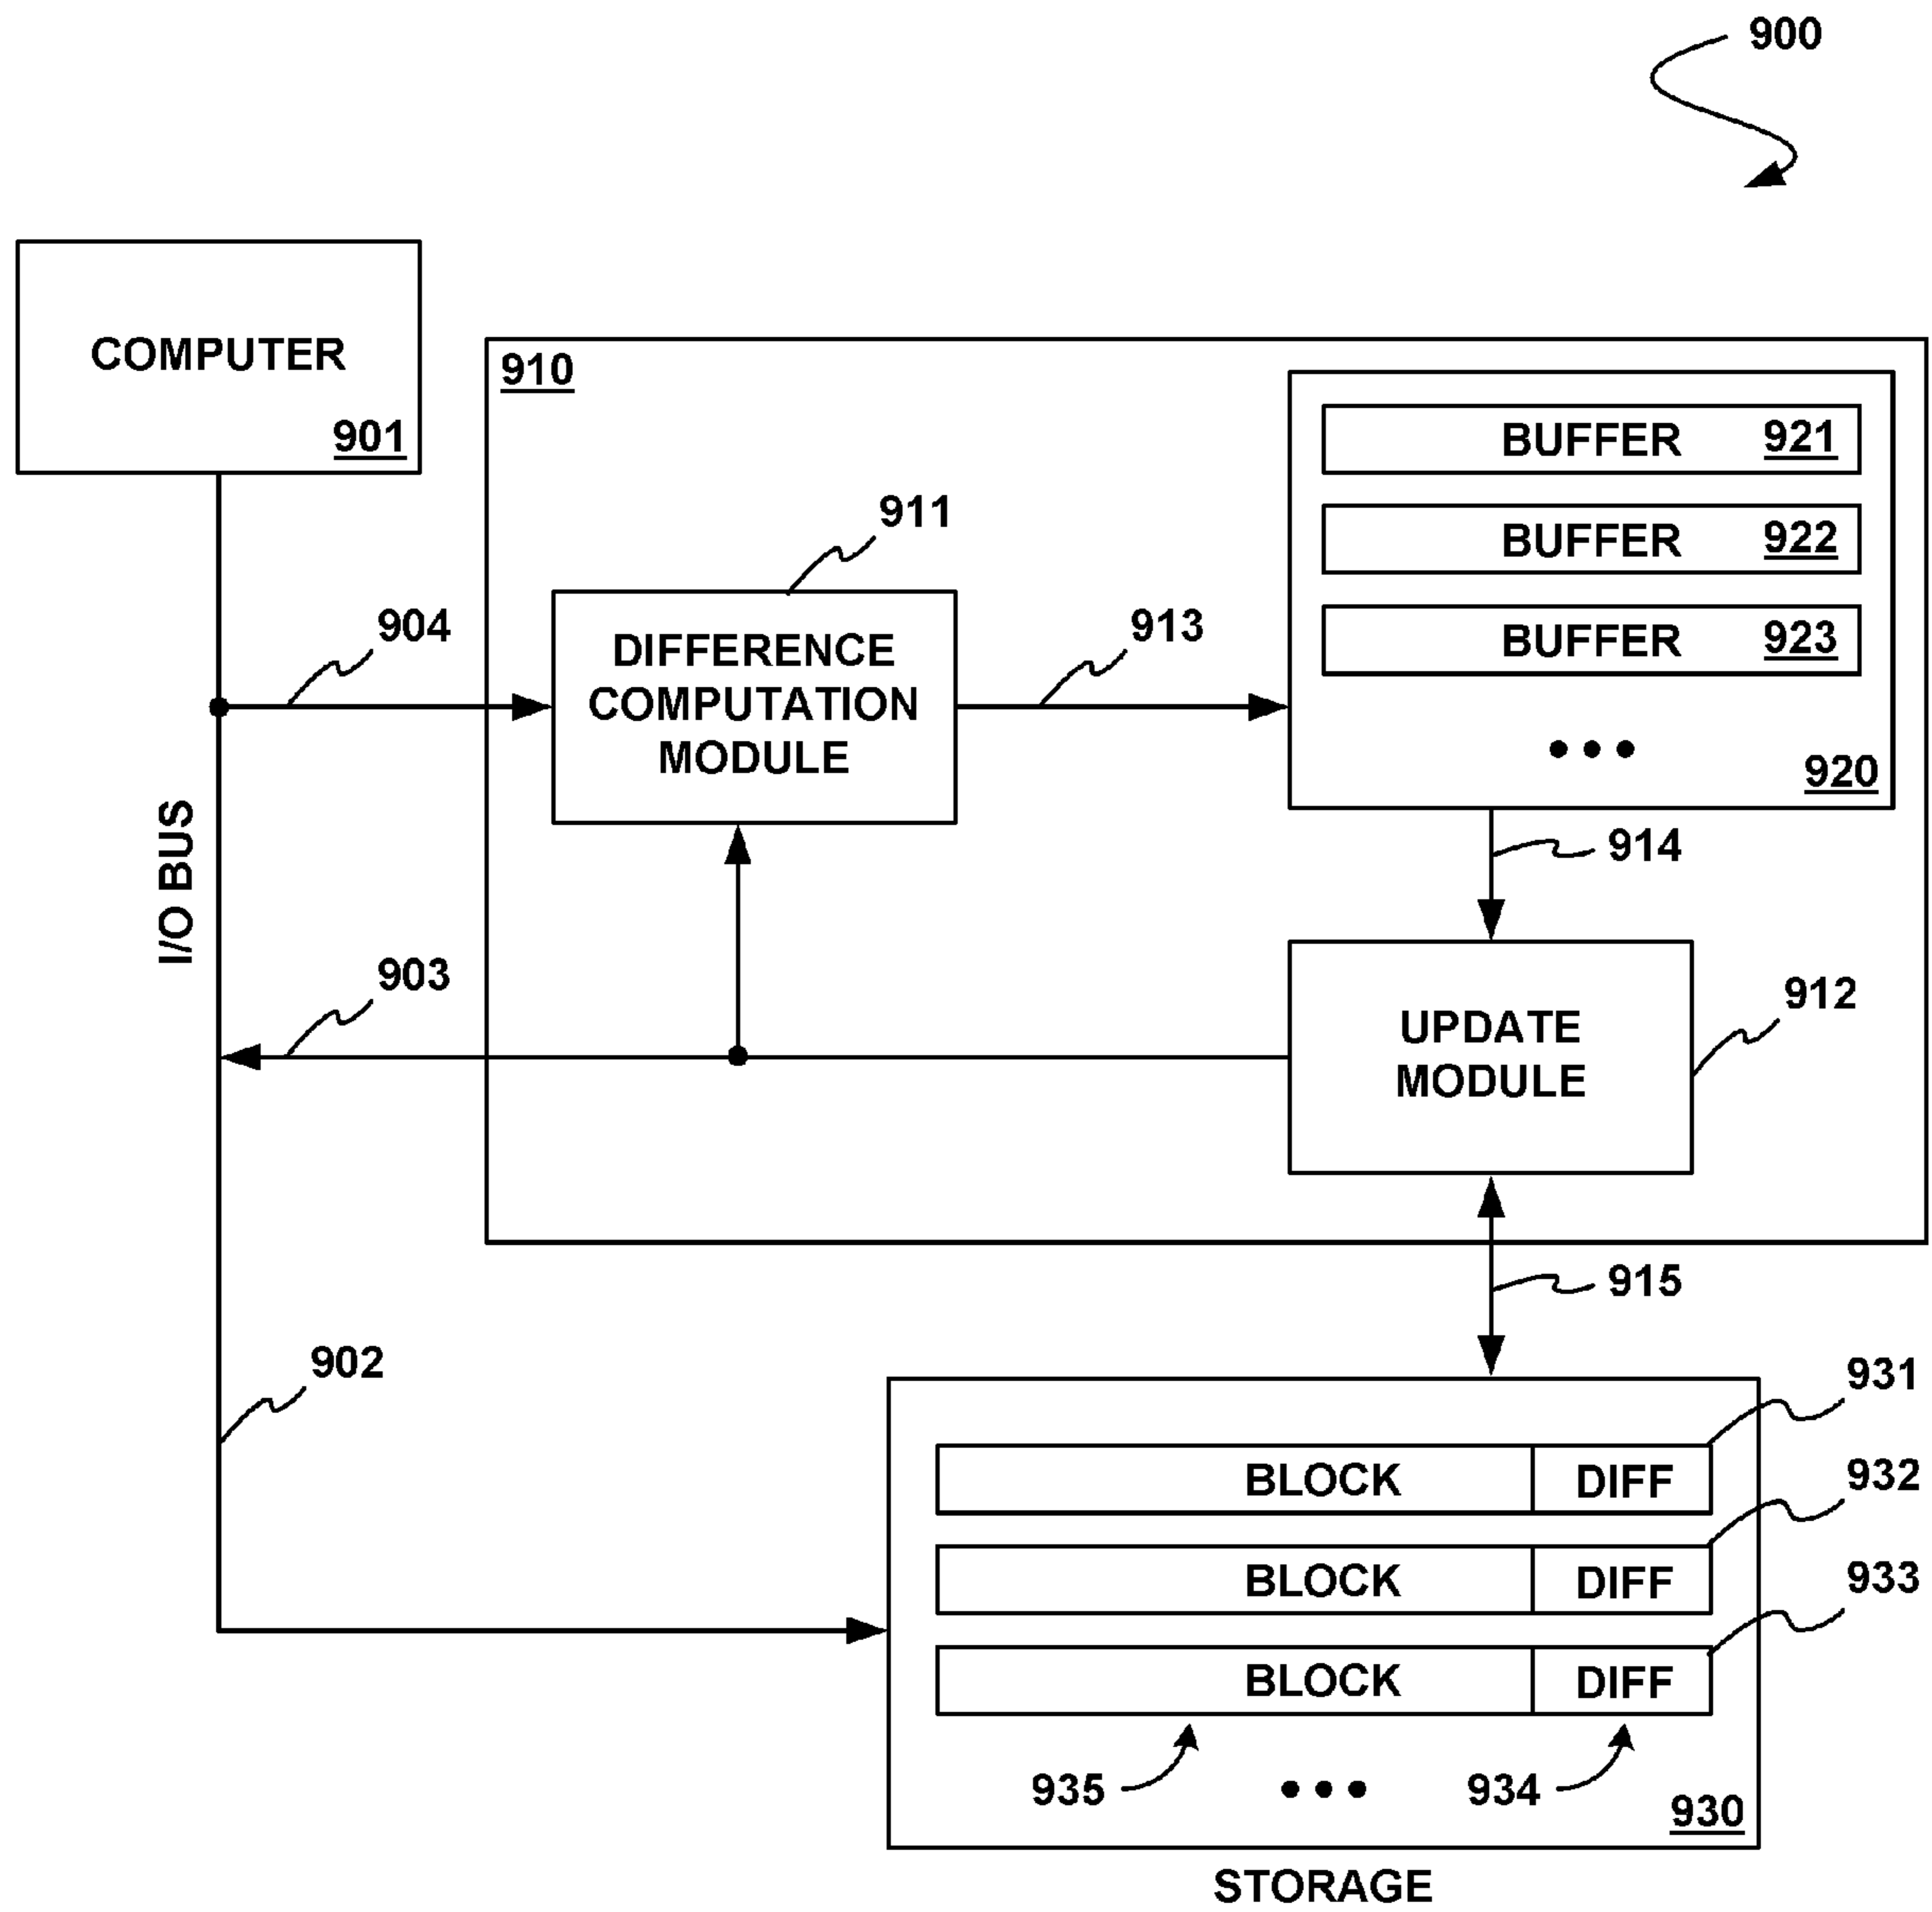 900
COMPUTER
901
910
BUFFER 921
BUFFER 922
BUFFER 923
920
911
904
DIFFERENCE
COMPUTATION
MODULE
913
914
I/O BUS
903
UPDATE
MODULE
912
915
902
931
BLOCK DIFF
932
BLOCK DIFF
933
BLOCK DIFF
935
934
930
STORAGE